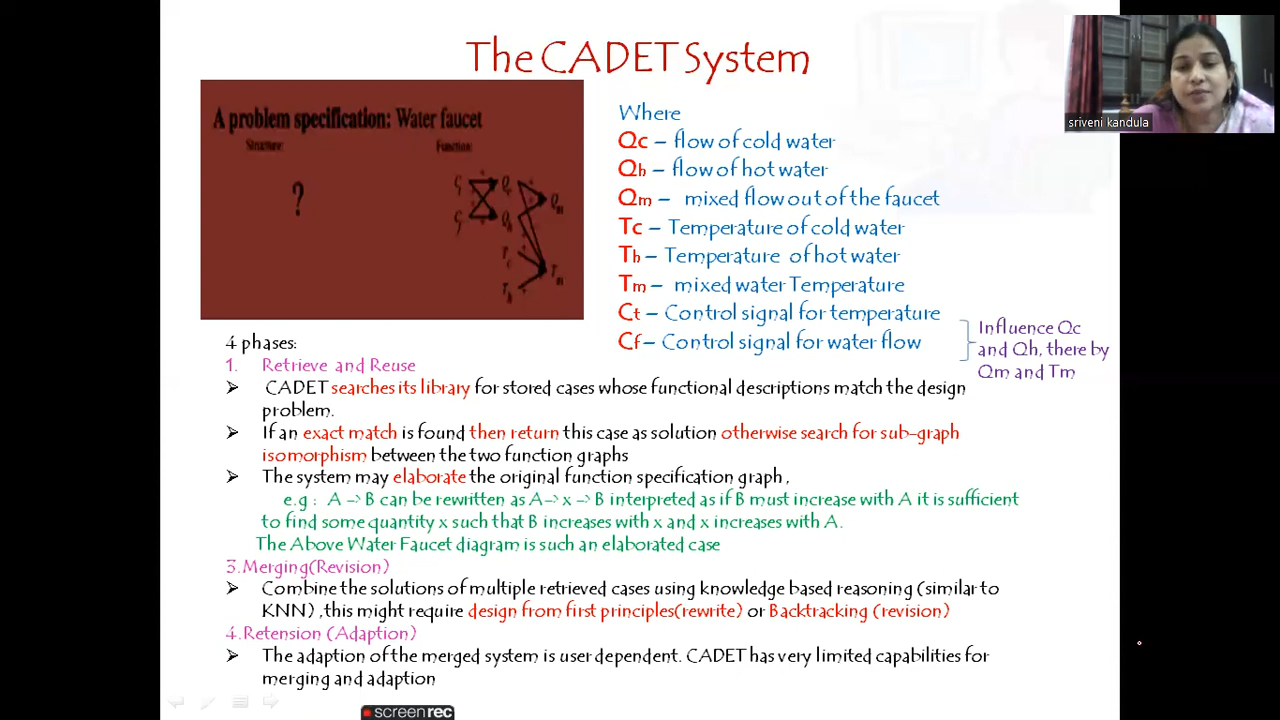 The CADET System
sriveni kandula
A problem specification: Water faucet
Structure:
Function:
?
Where
Qc – flow of cold water
Qh – flow of hot water
Qm – mixed flow out of the faucet
Tc – Temperature of cold water
Th – Temperature of hot water
Tm – mixed water Temperature
Ct – Control signal for temperature
Cf – Control signal for water flow
Influence Qc
and Qh, there by
Qm and Tm
4 phases:
1. Retrieve and Reuse
➢ CADET searches its library for stored cases whose functional descriptions match the design
problem.
➢ If an exact match is found then return this case as solution otherwise search for sub-graph
isomorphism between the two function graphs
➢ The system may elaborate the original function specification graph ,
e.g : A –> B can be rewritten as A–> x –> B interpreted as if B must increase with A it is sufficient
to find some quantity x such that B increases with x and x increases with A.
The Above Water Faucet diagram is such an elaborated case
3.Merging(Revision)
➢ Combine the solutions of multiple retrieved cases using knowledge based reasoning (similar to
KNN) ,this might require design from first principles(rewrite) or Backtracking (revision)
4.Retension (Adaption)
➢ The adaption of the merged system is user dependent. CADET has very limited capabilities for
merging and adaption
screenrec